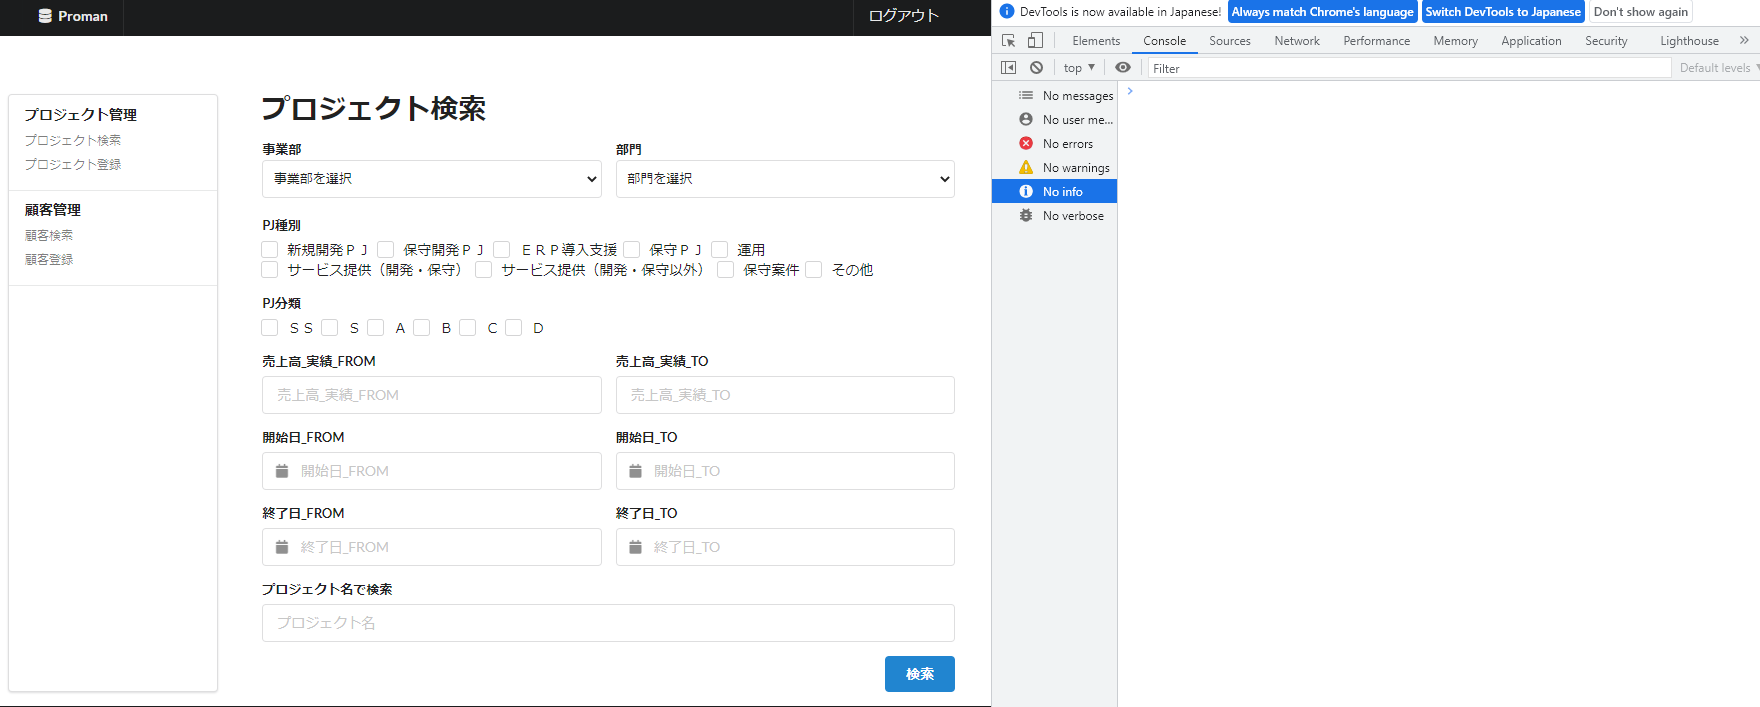 Proman
ログアウト
プロジェクト管理
プロジェクト検索
プロジェクト登録
顧客管理
顧客検索
顧客登録
プロジェクト検索
事業部
部門
事業部を選択
部門を選択
PJ種別
新規開発ＰＪ 保守開発ＰＪ ＥＲＰ導入支援 保守ＰＪ 運用
サービス提供（開発・保守） サービス提供（開発・保守以外） 保守案件 その他
PJ分類
ＳＳ Ｓ Ａ Ｂ Ｃ Ｄ
売上高_実績_FROM
売上高_実績_TO
売上高_実績_FROM
売上高_実績_TO
開始日_FROM
開始日_TO
開始日_FROM
開始日_TO
終了日_FROM
終了日_TO
終了日_FROM
終了日_TO
プロジェクト名で検索
プロジェクト名
検索
DevTools is now available in Japanese! Always match Chrome's language Switch DevTools to Japanese Don't show again
Elements Console Sources Network Performance Memory Application Security Lighthouse »
top Filter Default levels
No messages
No user me...
No errors
No warnings
No info
No verbose